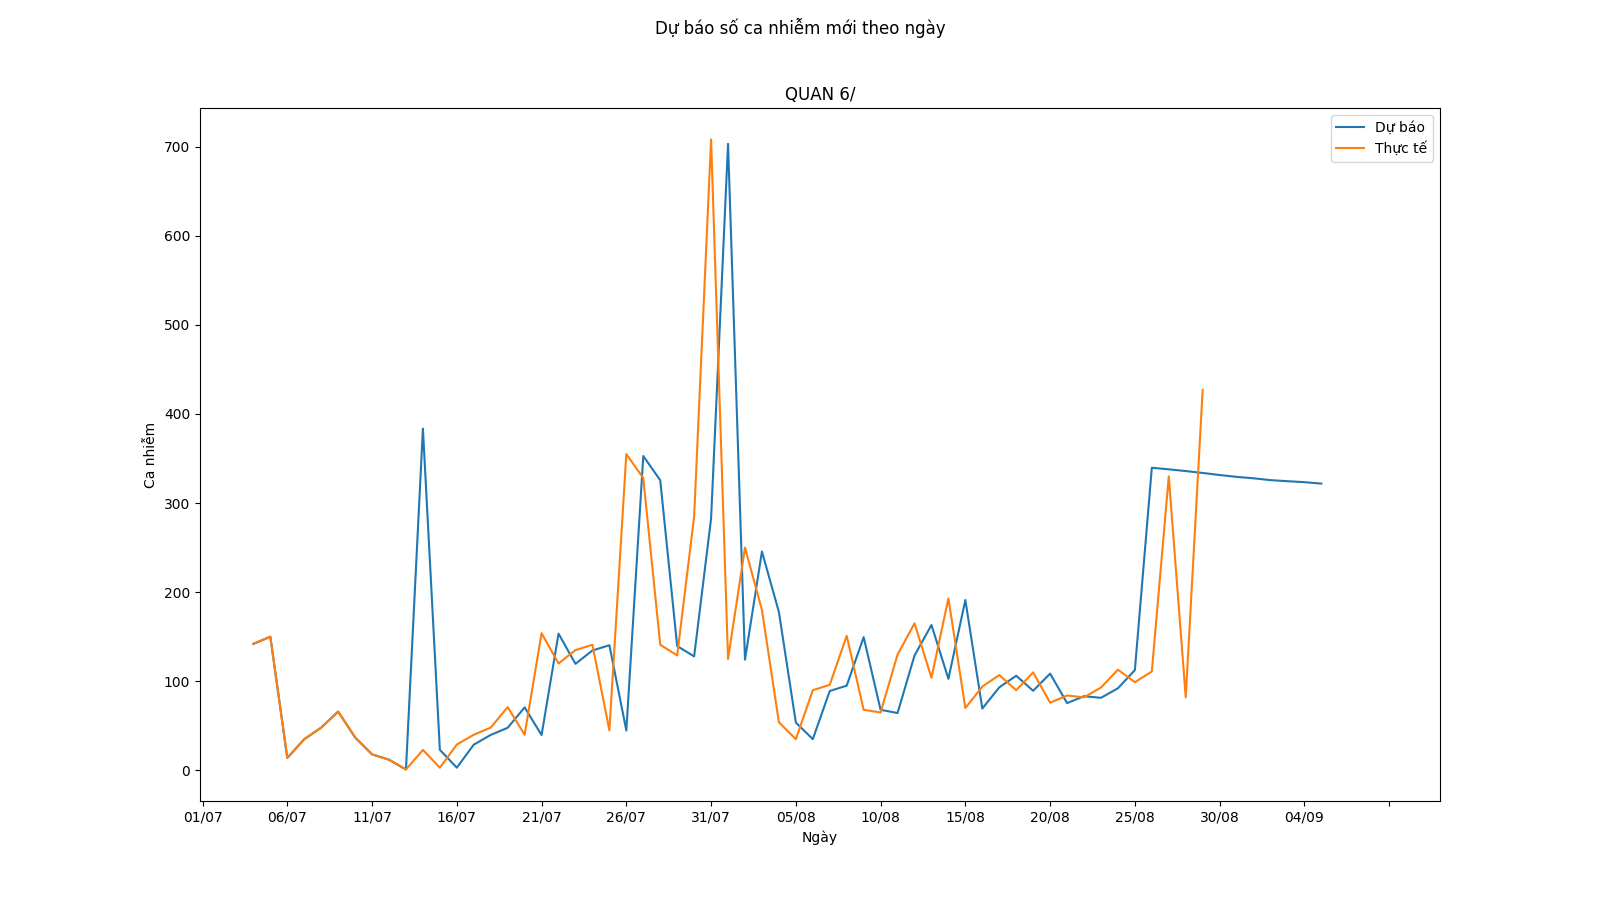 Dự báo số ca nhiễm mới theo ngày
QUAN 6/
Dự báo
Thực tế
700
600
500
400
300
200
100
0
Ca nhiễm
01/07 06/07 11/07 16/07 21/07 26/07 31/07 05/08 10/08 15/08 20/08 25/08 30/08 04/09
Ngày